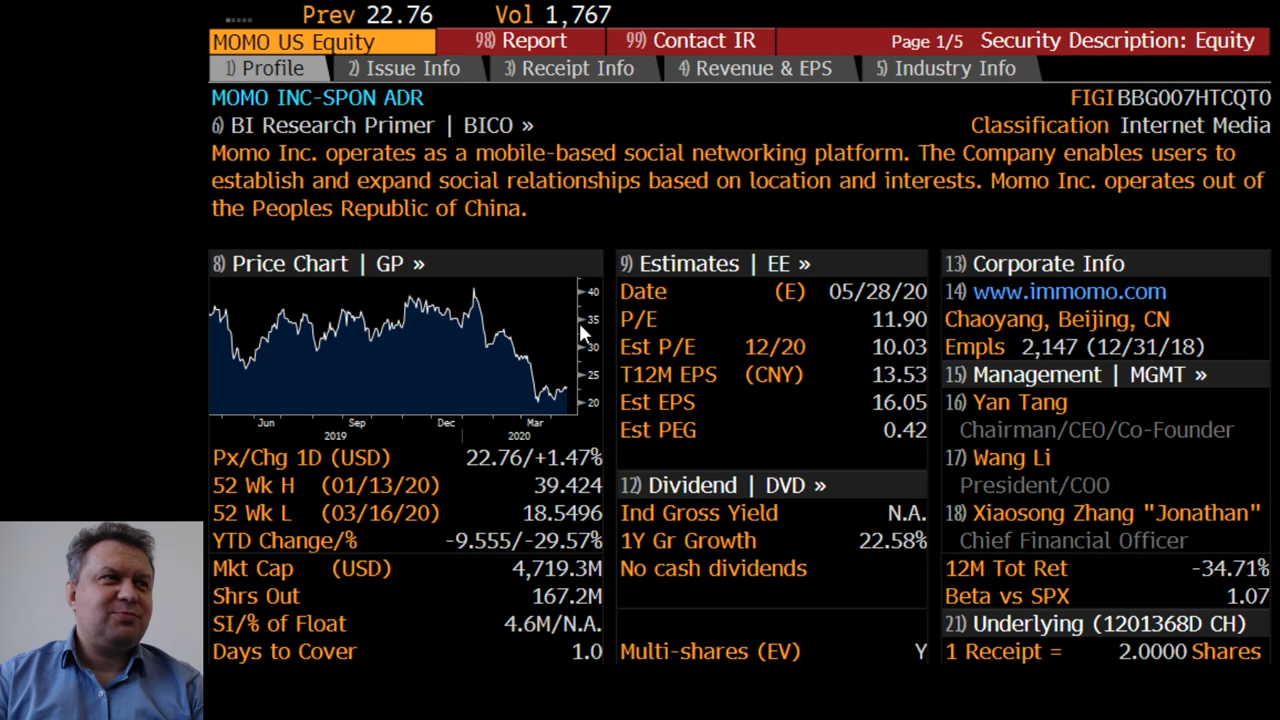 Prev 22.76 Vol 1,767
MOMO US Equity 98) Report 99) Contact IR Page 1/5 Security Description: Equity
1) Profile 2) Issue Info 3) Receipt Info 4) Revenue & EPS 5) Industry Info
MOMO INC-SPON ADR FIGI BBG007HTCQT0
6) BI Research Primer | BICO » Classification Internet Media
Momo Inc. operates as a mobile-based social networking platform. The Company enables users to
establish and expand social relationships based on location and interests. Momo Inc. operates out of
the Peoples Republic of China.
8) Price Chart | GP »
40
35
30
25
20
Jun Sep Dec Mar
2019 2020
Px/Chg 1D (USD) 22.76/+1.47%
52 Wk H (01/13/20) 39.424
52 Wk L (03/16/20) 18.5496
YTD Change/% -9.555/-29.57%
Mkt Cap (USD) 4,719.3M
Shrs Out 167.2M
SI/% of Float 4.6M/N.A.
Days to Cover 1.0
9) Estimates | EE »
Date (E) 05/28/20
P/E 11.90
Est P/E 12/20 10.03
T12M EPS (CNY) 13.53
Est EPS 16.05
Est PEG 0.42
12) Dividend | DVD »
Ind Gross Yield N.A.
1Y Gr Growth 22.58%
No cash dividends
Multi-shares (EV) Y
13) Corporate Info
14) www.immomo.com
Chaoyang, Beijing, CN
Empls 2,147 (12/31/18)
15) Management | MGMT »
16) Yan Tang
Chairman/CEO/Co-Founder
17) Wang Li
President/COO
18) Xiaosong Zhang "Jonathan"
Chief Financial Officer
12M Tot Ret -34.71%
Beta vs SPX 1.07
21) Underlying (1201368D CH)
1 Receipt = 2.0000 Shares